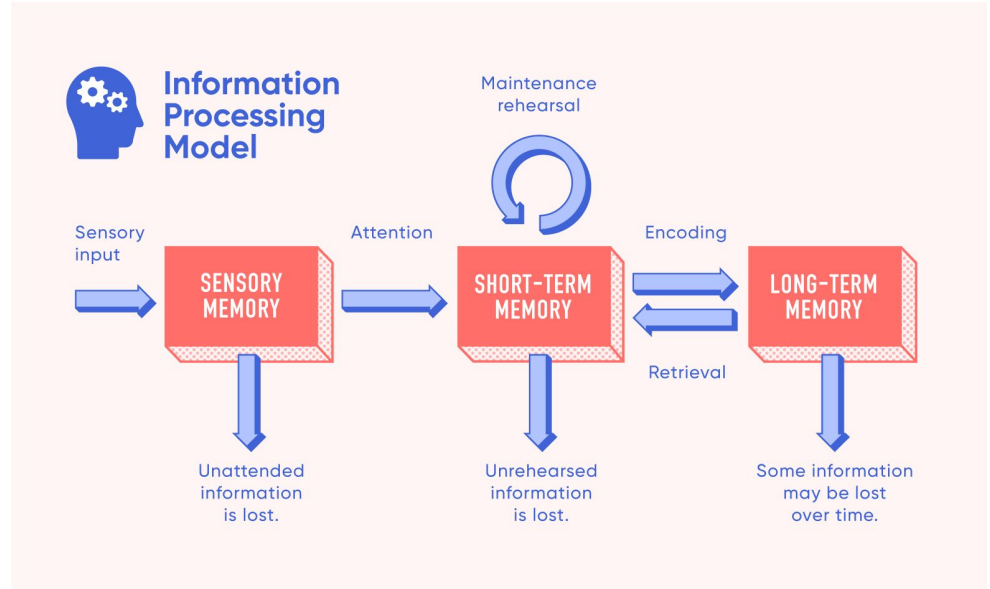 Information
Processing
Model
Maintenance
rehearsal
Sensory
input
Attention
Encoding
SENSORY
MEMORY
SHORT-TERM
MEMORY
LONG-TERM
MEMORY
Retrieval
Unattended
information
is lost.
Unrehearsed
information
is lost.
Some information
may be lost
over time.